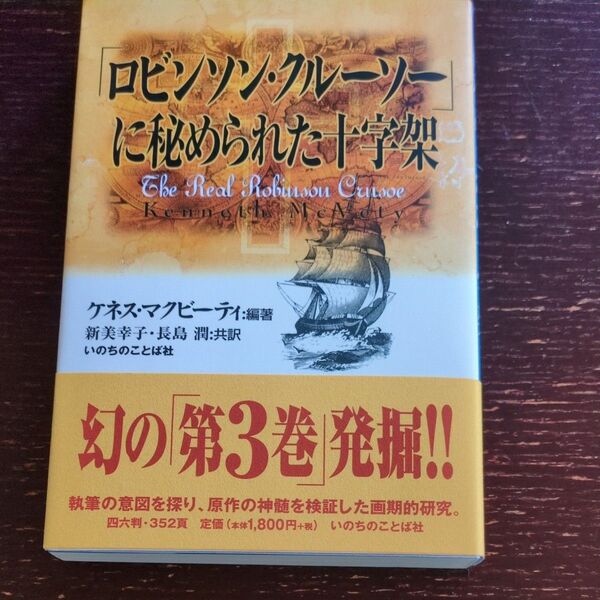 「ロビンソン・クルーソー」
に秘められた十字架
The Real Robinson Crusoe
Kenneth McVety
ケネス・マクビーティ:編著
新美幸子・長島 潤:共訳
いのちのことば社
幻の「第3巻」発掘!!
執筆の意図を探り、原作の神髄を検証した画期的研究。
四六判・352頁 定価(本体1,800円+税) いのちのことば社